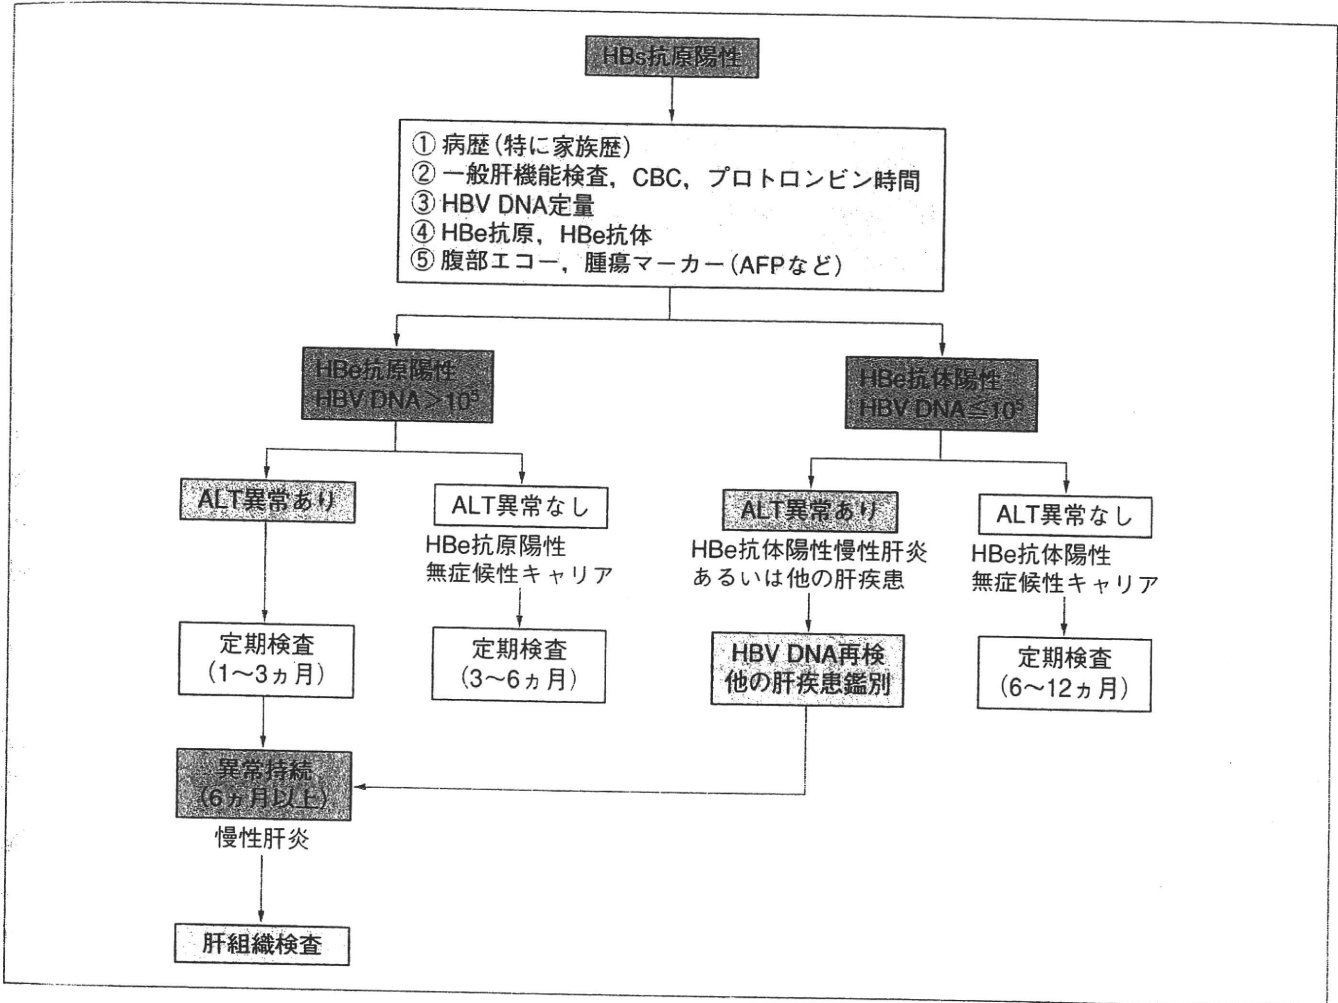 HBs抗原陽性
① 病歴(特に家族歴)
② 一般肝機能検査，CBC，プロトロンビン時間
③ HBV DNA定量
④ HBe抗原，HBe抗体
⑤ 腹部エコー，腫瘍マーカー(AFPなど)
HBe抗原陽性
HBV DNA＞10⁵
HBe抗体陽性
HBV DNA≦10⁵
ALT異常あり
ALT異常なし
HBe抗原陽性
無症候性キャリア
ALT異常あり
HBe抗体陽性慢性肝炎
あるいは他の肝疾患
ALT異常なし
HBe抗体陽性
無症候性キャリア
定期検査
(1〜3ヵ月)
定期検査
(3〜6ヵ月)
HBV DNA再検
他の肝疾患鑑別
定期検査
(6〜12ヵ月)
異常持続
(6ヵ月以上)
慢性肝炎
肝組織検査